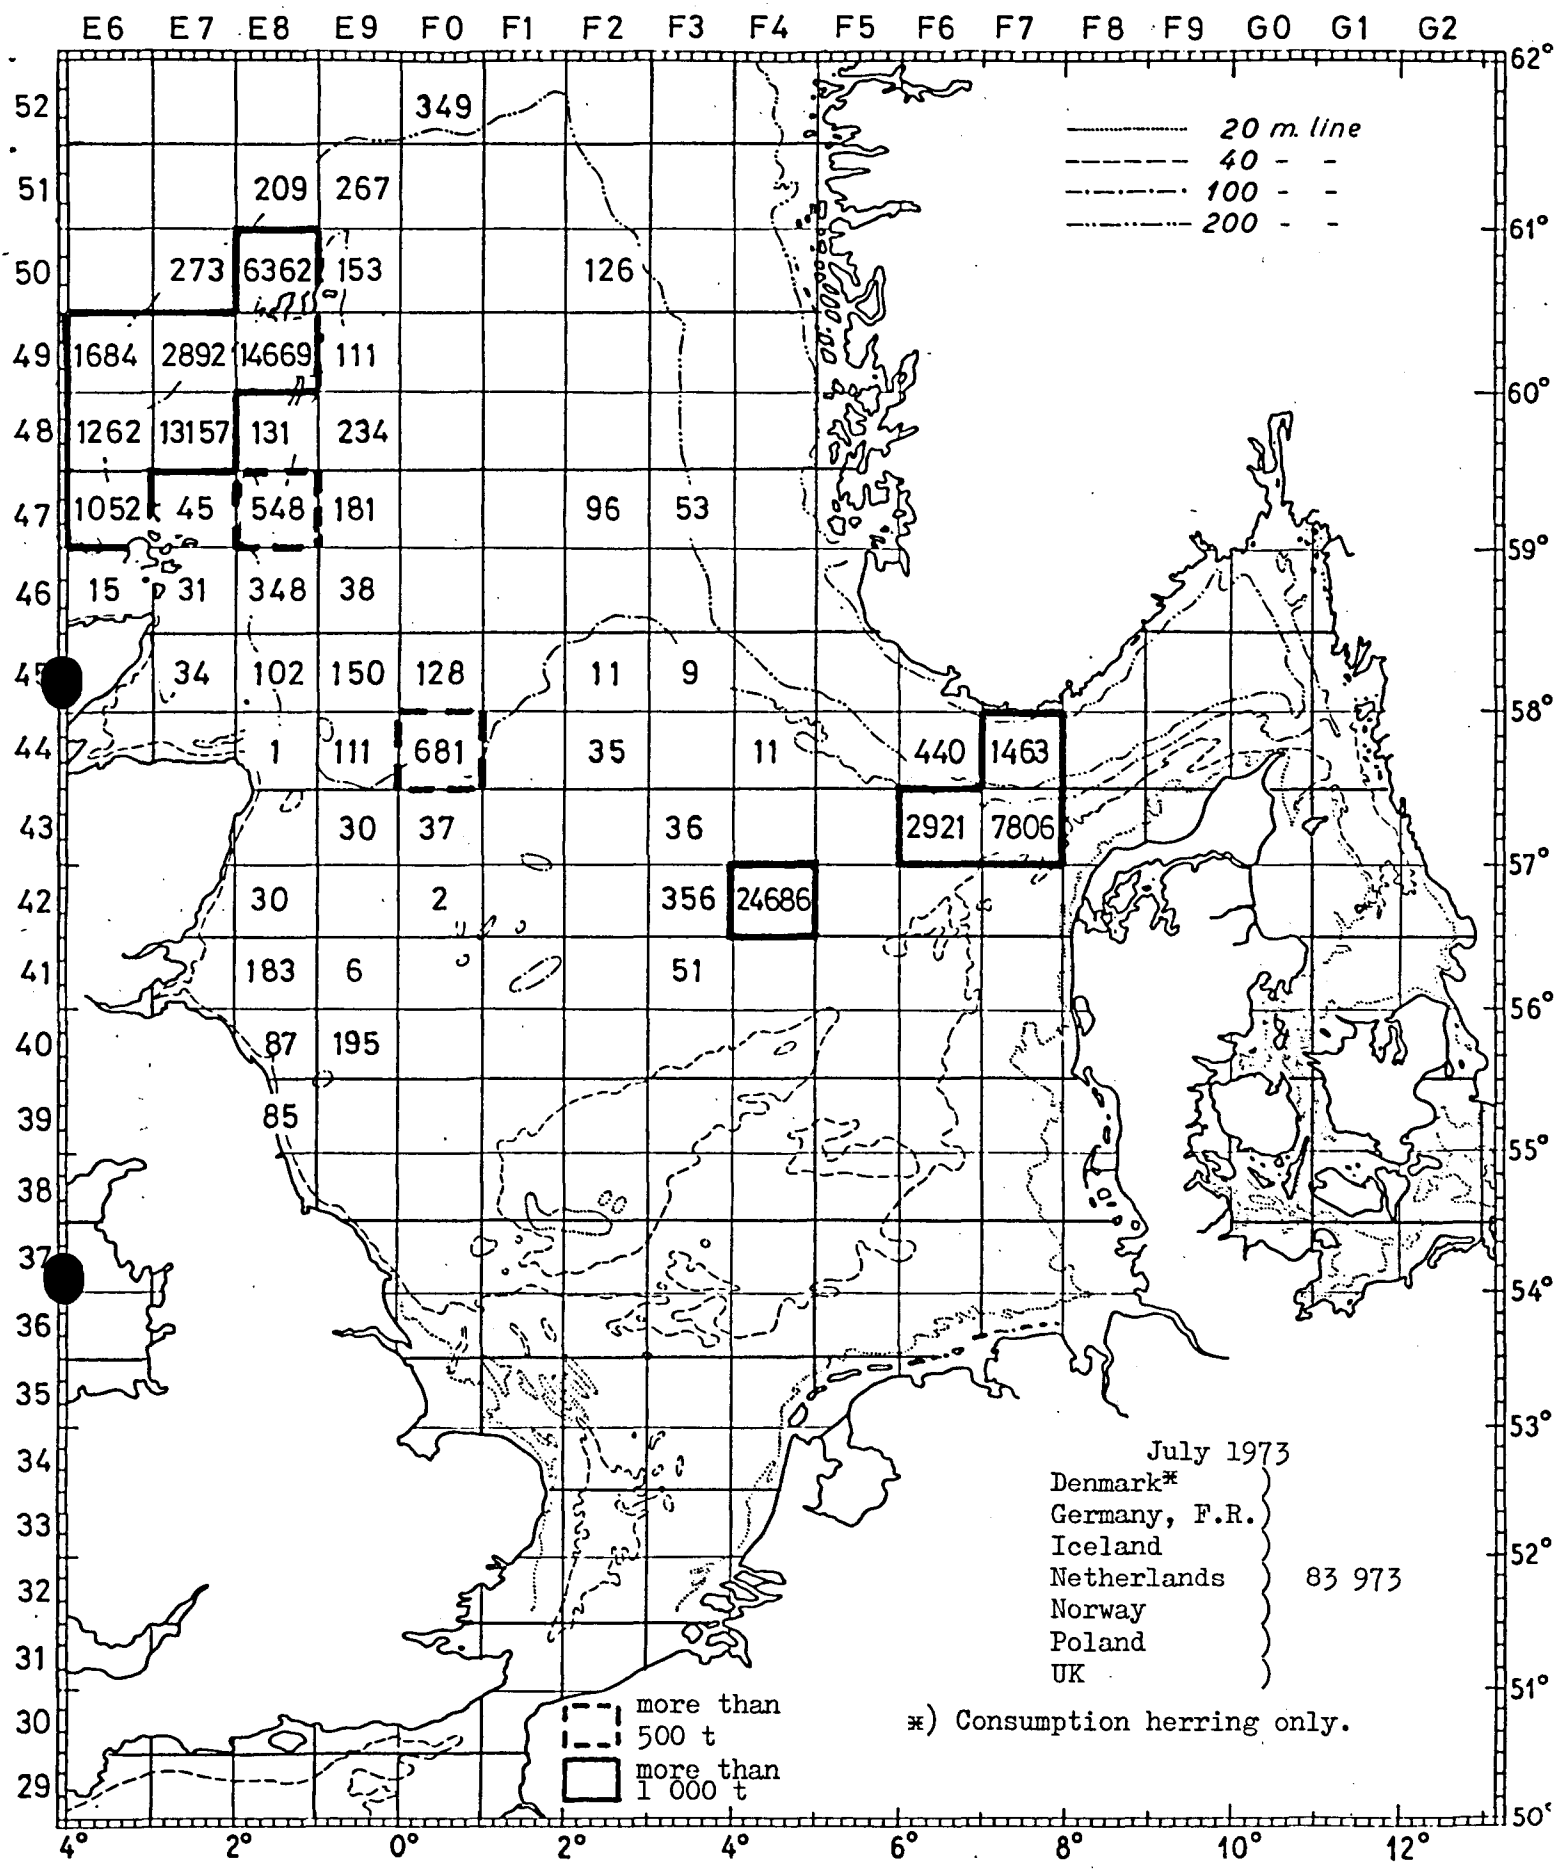 E6 E7 E8 E9 F0 F1 F2 F3 F4 F5 F6 F7 F8 F9 G0 G1 G2
62°
52 349
20 m. line
40 - -
100 - -
200 - -
51 209 267
61°
50 273 6362 153 126
49 1684 2892 14669 111
60°
48 1262 13157 131 234
47 1052 45 548 181 96 53
59°
46 15 31 348 38
45 34 102 150 128 11 9
58°
44 1 111 681 35 11 440 1463
43 30 37 36 2921 7806
57°
42 30 2 356 24686
41 183 6 51
56°
40 87 195
39 85
55°
38
37
54°
36
35
53°
34
33
52°
32
31
51°
30
29
50°
July 1973
Denmark*
Germany, F.R.
Iceland
Netherlands 83 973
Norway
Poland
UK
*) Consumption herring only.
more than
500 t
more than
1 000 t
4° 2° 0° 2° 4° 6° 8° 10° 12°